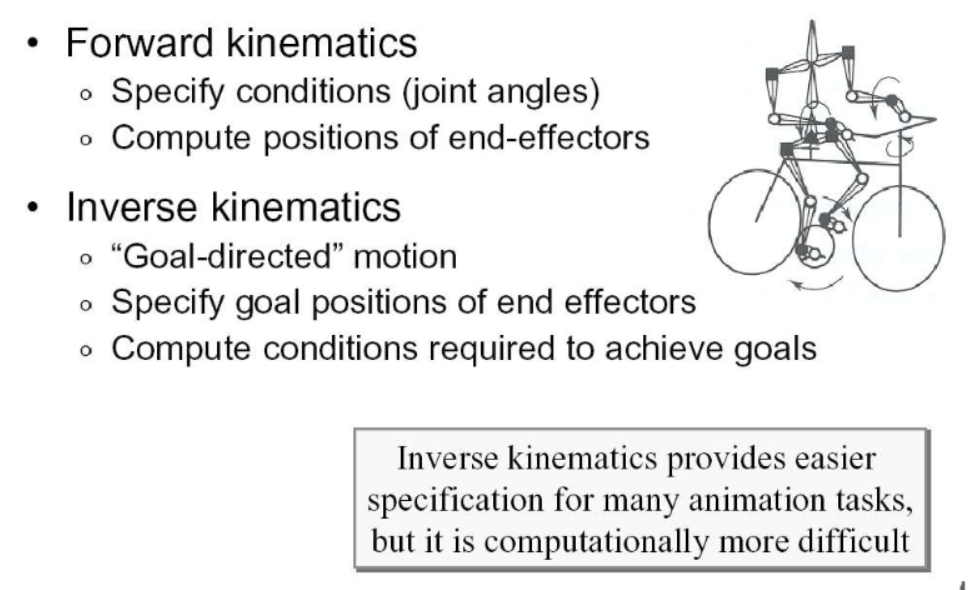 • Forward kinematics
◦ Specify conditions (joint angles)
◦ Compute positions of end-effectors
• Inverse kinematics
◦ “Goal-directed” motion
◦ Specify goal positions of end effectors
◦ Compute conditions required to achieve goals
Inverse kinematics provides easier
specification for many animation tasks,
but it is computationally more difficult